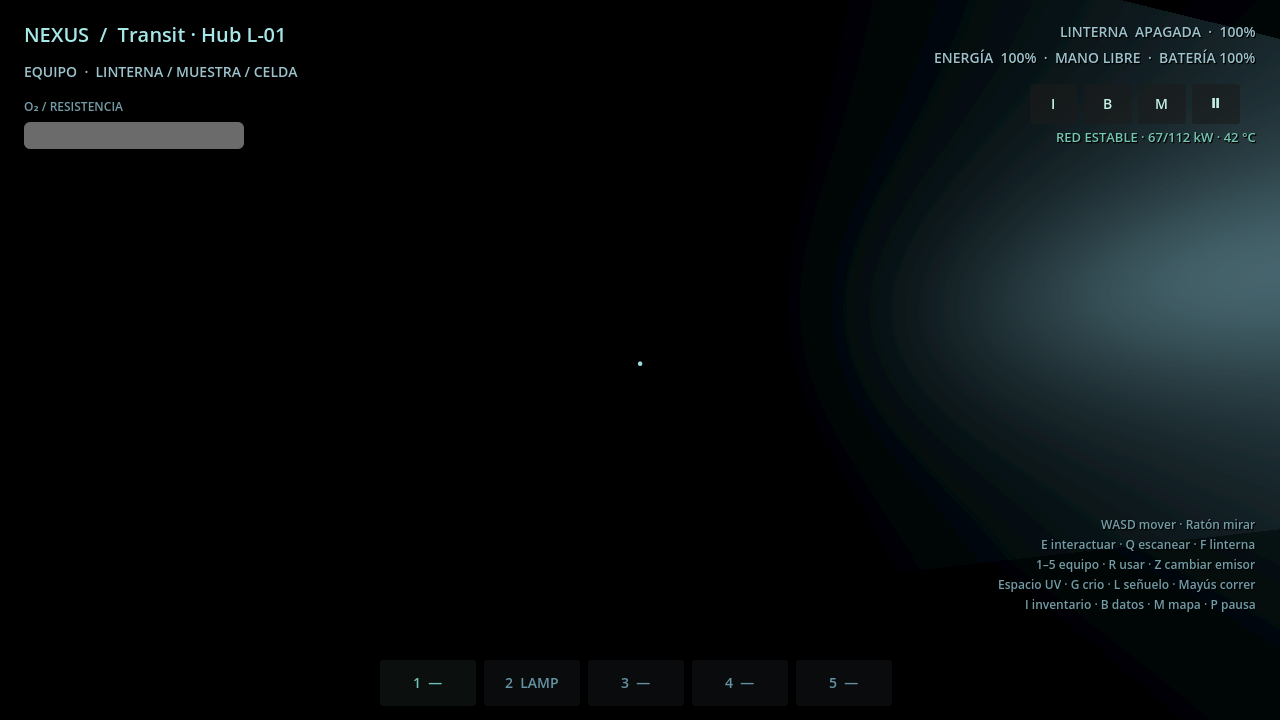 NEXUS / Transit · Hub L-01
EQUIPO · LINTERNA / MUESTRA / CELDA
O₂ / RESISTENCIA
LINTERNA APAGADA · 100%
ENERGÍA 100% · MANO LIBRE · BATERÍA 100%
I B M II
RED ESTABLE · 67/112 kW · 42 °C
WASD mover · Ratón mirar
E interactuar · Q escanear · F linterna
1–5 equipo · R usar · Z cambiar emisor
Espacio UV · G crio · L señuelo · Mayús correr
I inventario · B datos · M mapa · P pausa
1 — 2 LAMP 3 — 4 — 5 —